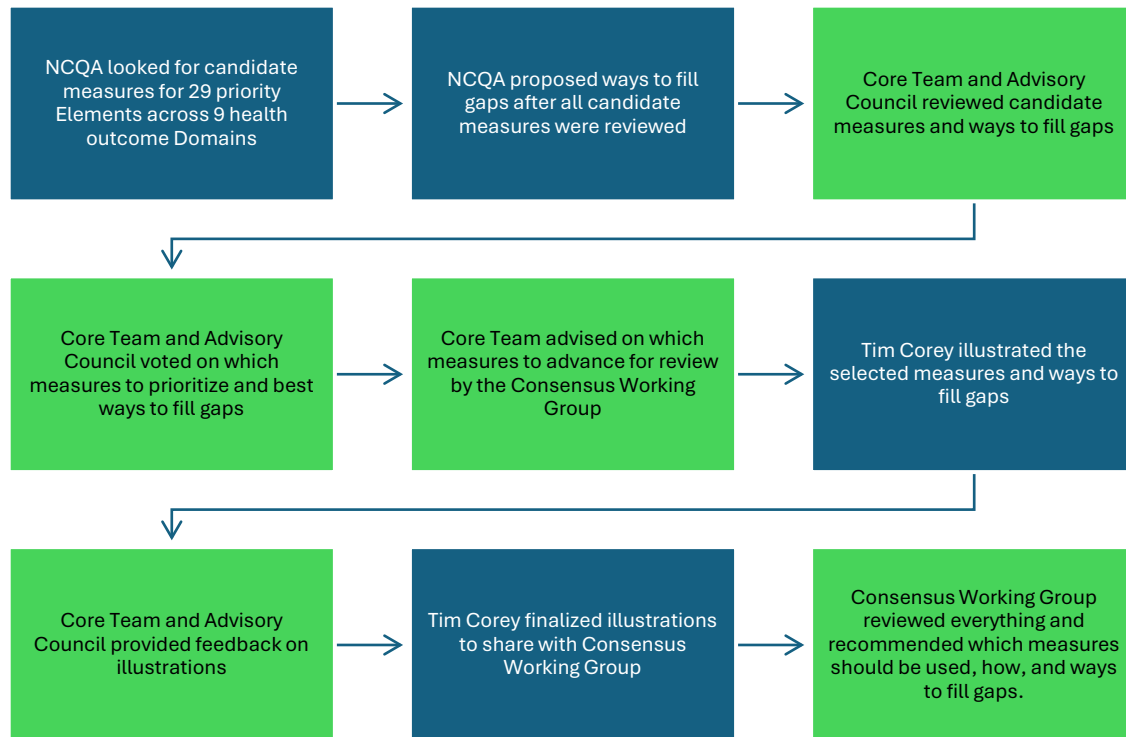 NCQA looked for candidate
measures for 29 priority
Elements across 9 health
outcome Domains
NCQA proposed ways to fill
gaps after all candidate
measures were reviewed
Core Team and Advisory
Council reviewed candidate
measures and ways to fill gaps
Core Team and Advisory
Council voted on which
measures to prioritize and best
ways to fill gaps
Core Team advised on which
measures to advance for review
by the Consensus Working
Group
Tim Corey illustrated the
selected measures and ways to
fill gaps
Core Team and Advisory
Council provided feedback on
illustrations
Tim Corey finalized illustrations
to share with Consensus
Working Group
Consensus Working Group
reviewed everything and
recommended which measures
should be used, how, and ways
to fill gaps.